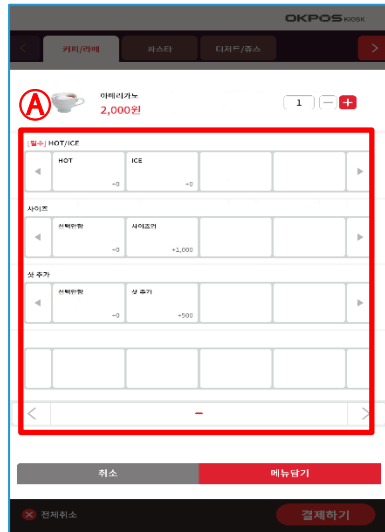 OKPOS KIOSK
커피/라떼 파스타 디저트/쥬스
A
아메리카노
2,000원
1
[필수] HOT/ICE
HOT ICE
+0 +0
사이즈
선택안함 사이즈업
+0 +1,000
샷 추가
선택안함 샷 추가
+0 +500
취소 메뉴담기
전체취소 결제하기